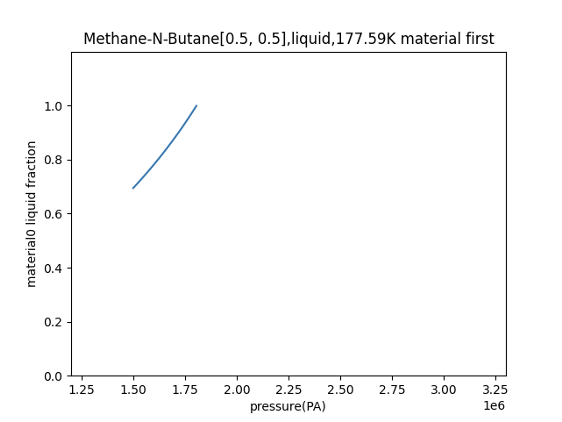 Methane-N-Butane[0.5, 0.5],liquid,177.59K material first
material0 liquid fraction
1.0
0.8
0.6
0.4
0.2
0.0
1.25 1.50 1.75 2.00 2.25 2.50 2.75 3.00 3.25
1e6
pressure(PA)